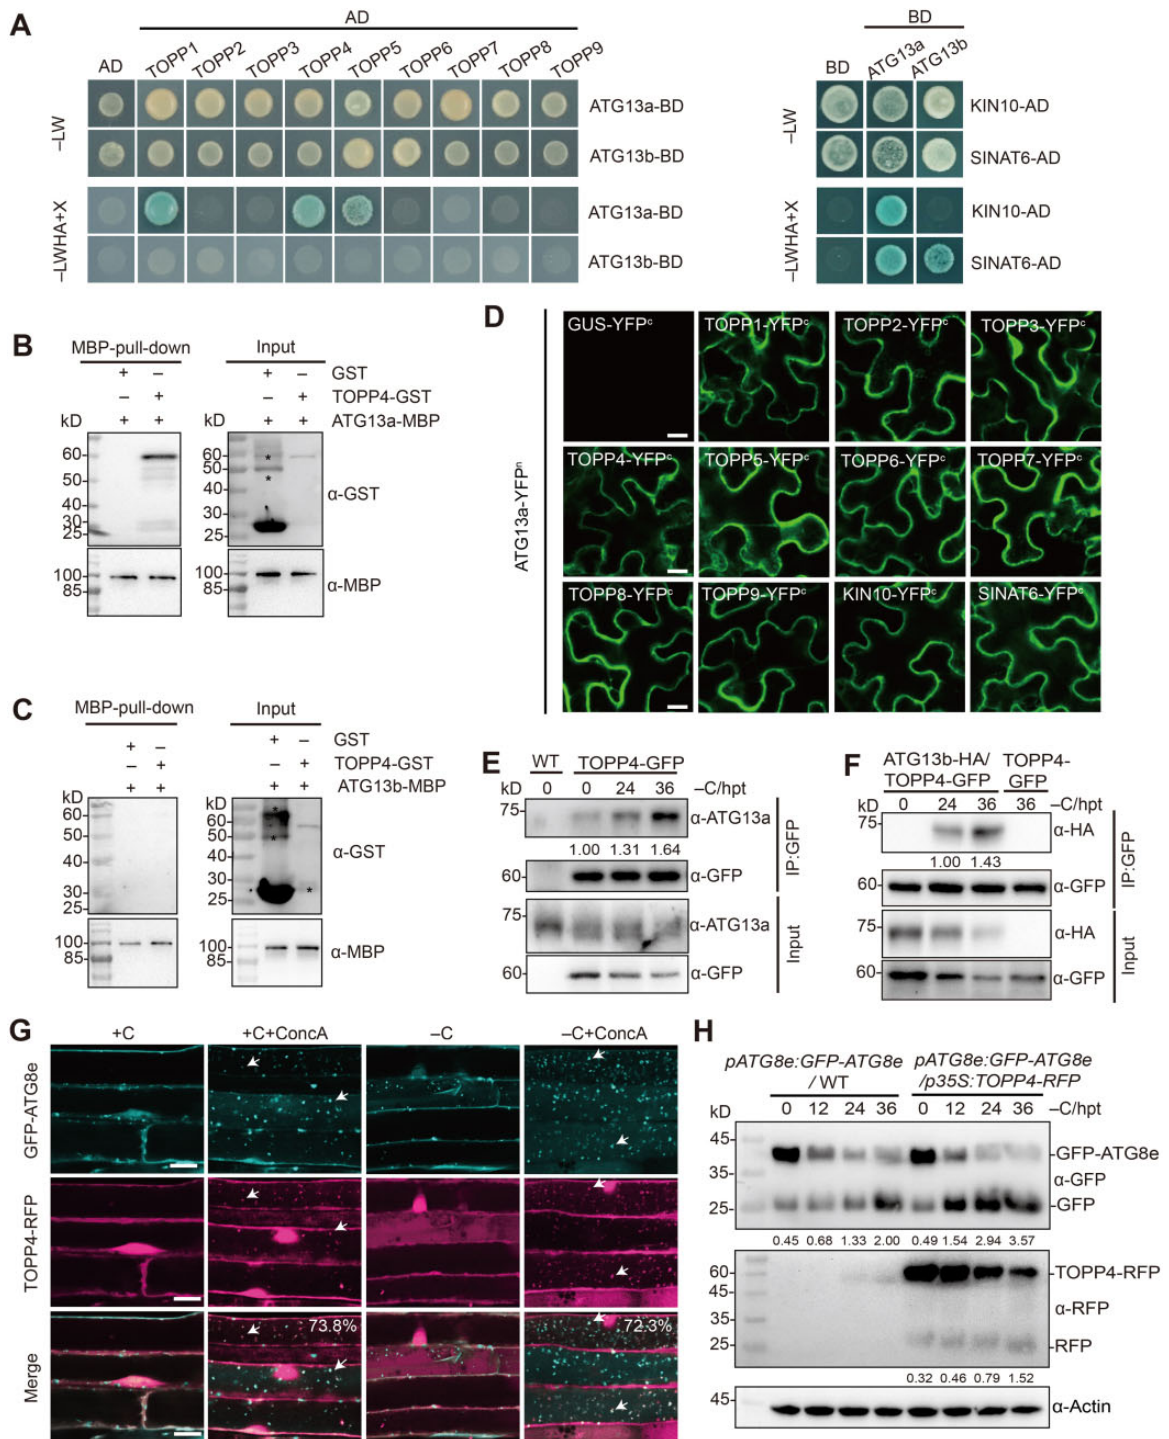 A
AD
BD
AD
TOPP1
TOPP2
TOPP3
TOPP4
TOPP5
TOPP6
TOPP7
TOPP8
TOPP9
BD
ATG13a
ATG13b
–LW
ATG13a-BD
ATG13b-BD
–LWHA+X
ATG13a-BD
ATG13b-BD
–LW
KIN10-AD
SINAT6-AD
–LWHA+X
KIN10-AD
SINAT6-AD
B
MBP-pull-down
Input
+ – + – GST
– + – + TOPP4-GST
+ + + + ATG13a-MBP
kD
60
50
40
30
25
kD
60
50
40
30
25
*
*
α-GST
100
85
100
85
α-MBP
C
MBP-pull-down
Input
+ – + – GST
– + – + TOPP4-GST
+ + + + ATG13b-MBP
kD
60
50
40
30
25
kD
60
50
40
30
25
*
*
*
α-GST
100
85
100
85
α-MBP
D
ATG13a-YFPⁿ
GUS-YFPᶜ
TOPP1-YFPᶜ
TOPP2-YFPᶜ
TOPP3-YFPᶜ
TOPP4-YFPᶜ
TOPP5-YFPᶜ
TOPP6-YFPᶜ
TOPP7-YFPᶜ
TOPP8-YFPᶜ
TOPP9-YFPᶜ
KIN10-YFPᶜ
SINAT6-YFPᶜ
E
WT TOPP4-GFP
kD 0 0 24 36 –C/hpt
75 α-ATG13a
1.00 1.31 1.64
60 α-GFP
IP:GFP
75 α-ATG13a
60 α-GFP
Input
F
ATG13b-HA/
TOPP4-GFP
TOPP4-
GFP
kD 0 24 36 36 –C/hpt
75 α-HA
1.00 1.43
60 α-GFP
IP:GFP
α-HA
75
60 α-GFP
Input
G
+C
+C+ConcA
–C
–C+ConcA
GFP-ATG8e
TOPP4-RFP
Merge
73.8%
72.3%
H
pATG8e:GFP-ATG8e
/ WT
pATG8e:GFP-ATG8e
/p35S:TOPP4-RFP
kD 0 12 24 36 0 12 24 36 –C/hpt
45
35
25
GFP-ATG8e
α-GFP
GFP
0.45 0.68 1.33 2.00 0.49 1.54 2.94 3.57
60
45
35
25
TOPP4-RFP
α-RFP
RFP
0.32 0.46 0.79 1.52
45 α-Actin